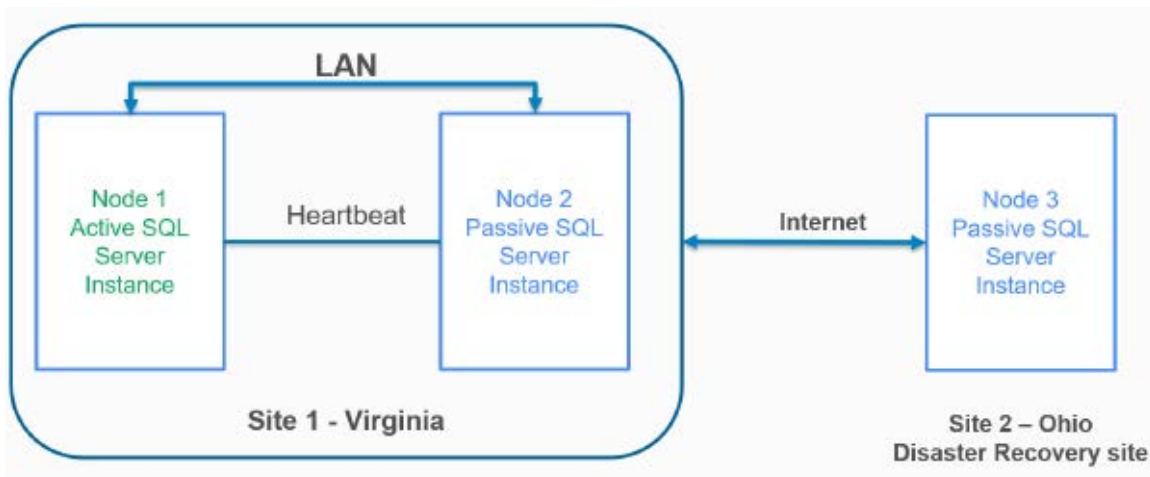 LAN
Node 1
Active SQL
Server
Instance
Heartbeat
Node 2
Passive SQL
Server
Instance
Internet
Node 3
Passive SQL
Server
Instance
Site 1 - Virginia
Site 2 – Ohio
Disaster Recovery site